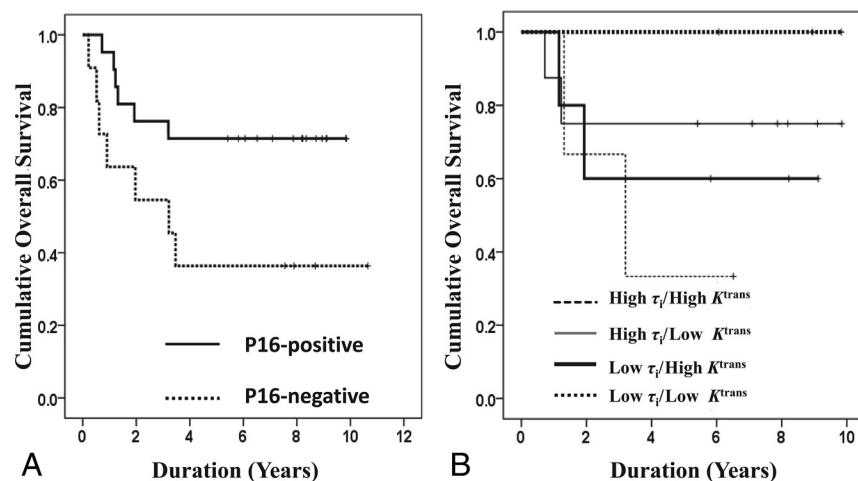 Cumulative Overall Survival
1.0
0.8
0.6
0.4
0.2
0.0
P16-positive
P16-negative
0 2 4 6 8 10 12
A
Duration (Years)
Cumulative Overall Survival
1.0
0.8
0.6
0.4
0.2
0.0
High τi/High Ktrans
High τi/Low Ktrans
Low τi/High Ktrans
Low τi/Low Ktrans
0 2 4 6 8 10
B
Duration (Years)